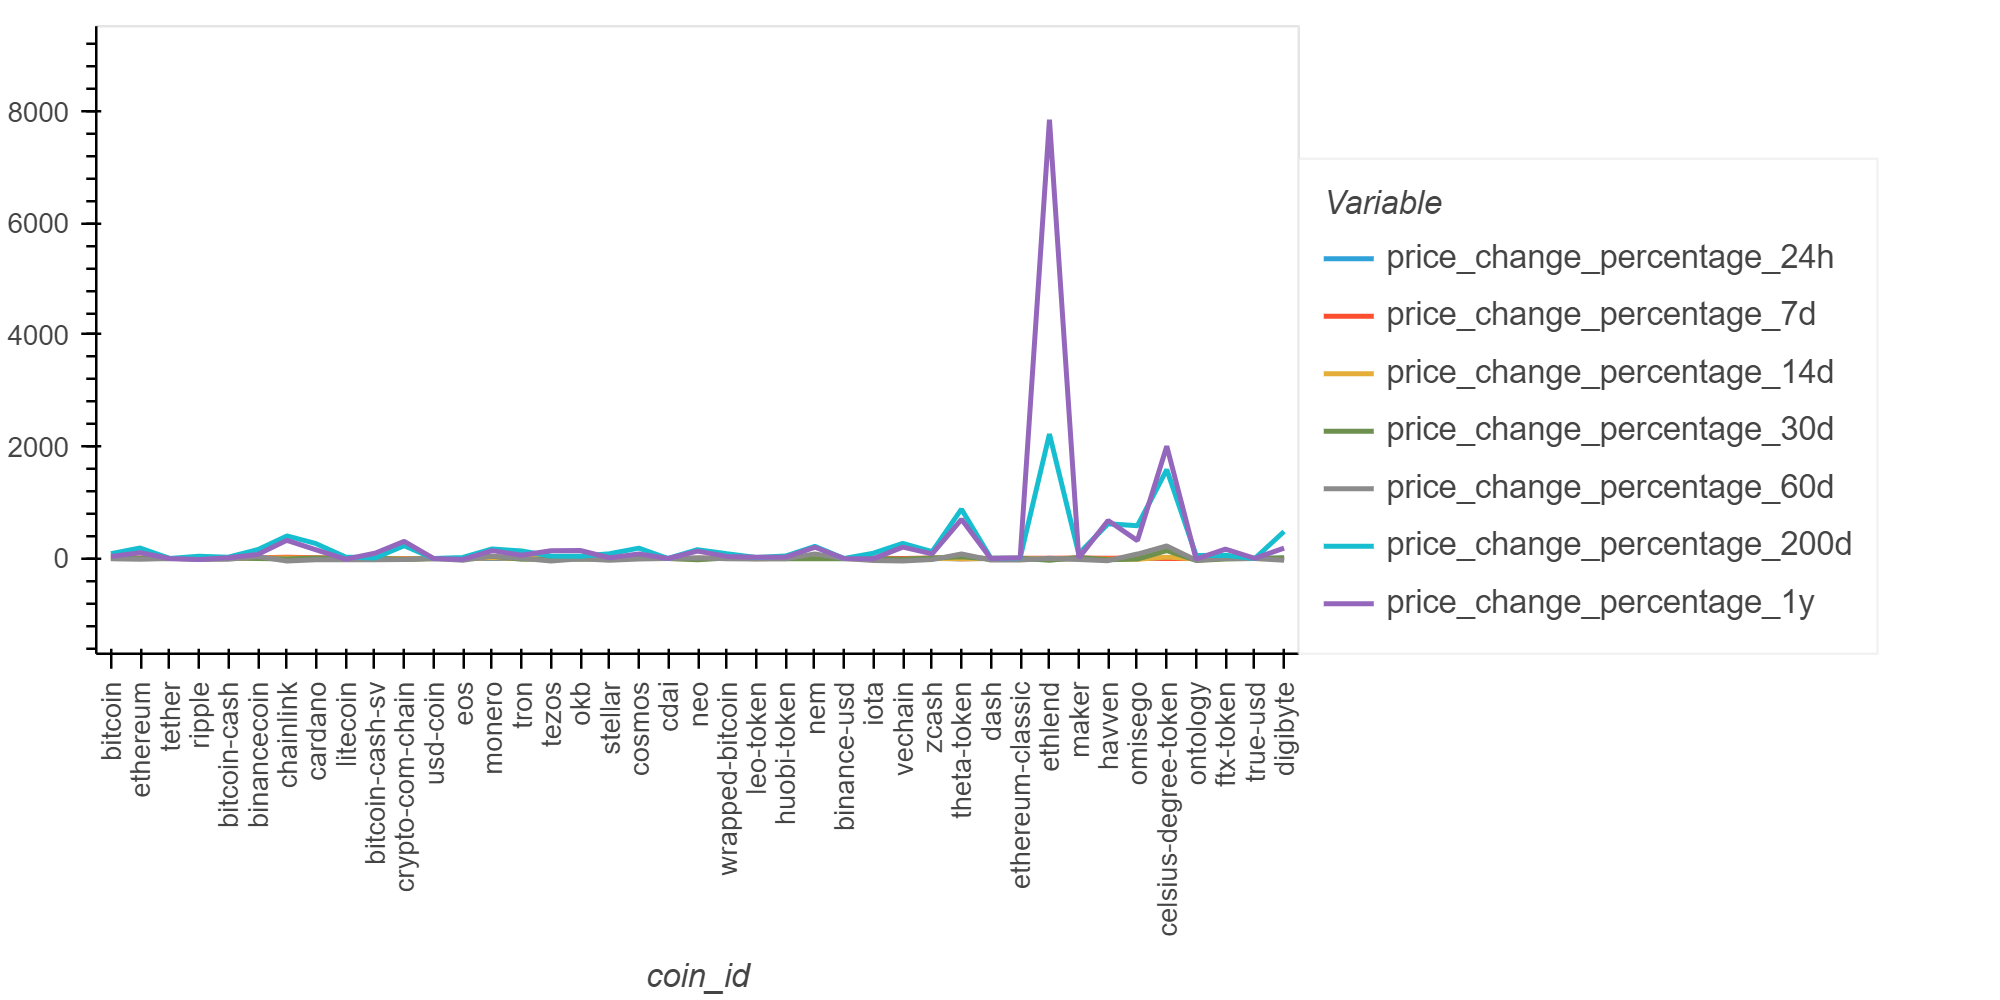 8000
6000
4000
2000
0
bitcoin
ethereum
tether
ripple
bitcoin-cash
binancecoin
chainlink
cardano
litecoin
bitcoin-cash-sv
crypto-com-chain
usd-coin
eos
monero
tron
tezos
okb
stellar
cosmos
cdai
neo
wrapped-bitcoin
leo-token
huobi-token
nem
binance-usd
iota
vechain
zcash
theta-token
dash
ethereum-classic
ethlend
maker
havven
omisego
celsius-degree-token
ontology
ftx-token
true-usd
digibyte
coin_id
Variable
price_change_percentage_24h
price_change_percentage_7d
price_change_percentage_14d
price_change_percentage_30d
price_change_percentage_60d
price_change_percentage_200d
price_change_percentage_1y